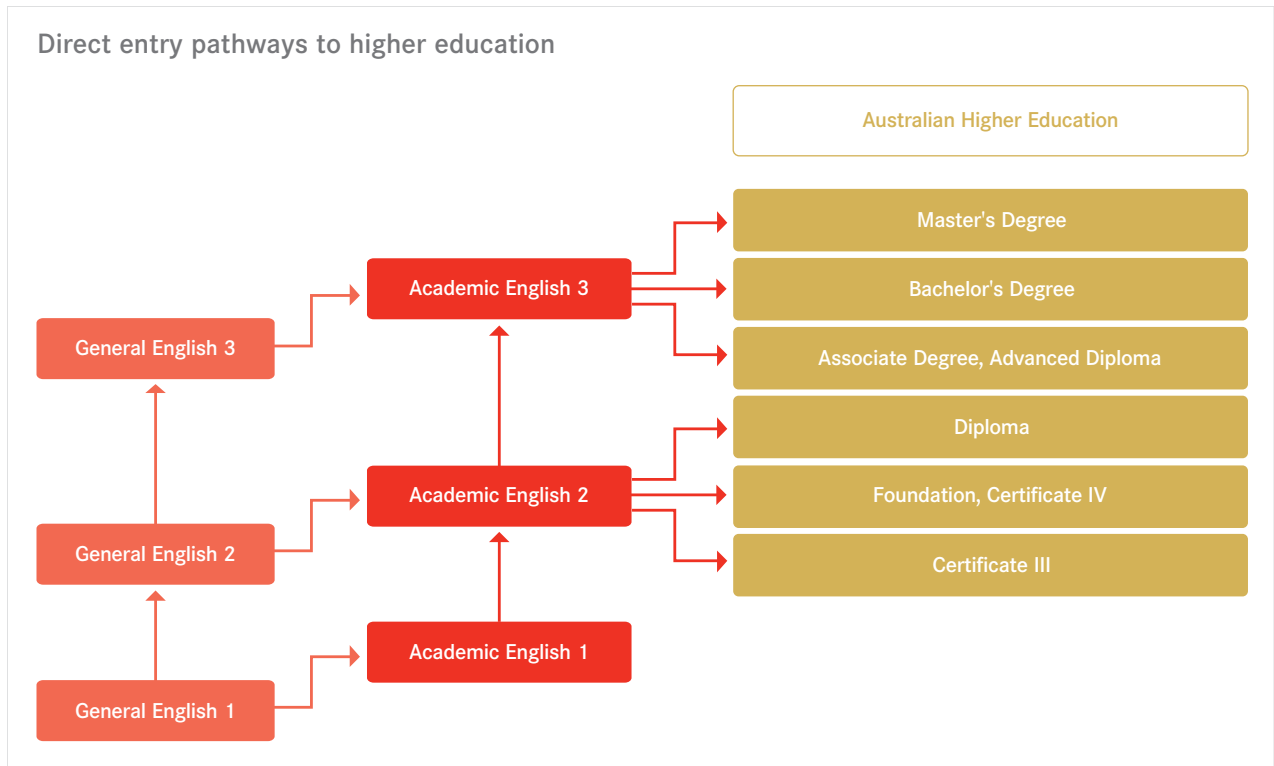 Direct entry pathways to higher education
Australian Higher Education
Master's Degree
Academic English 3
Bachelor's Degree
General English 3
Associate Degree, Advanced Diploma
Diploma
Academic English 2
Foundation, Certificate IV
General English 2
Certificate III
Academic English 1
General English 1